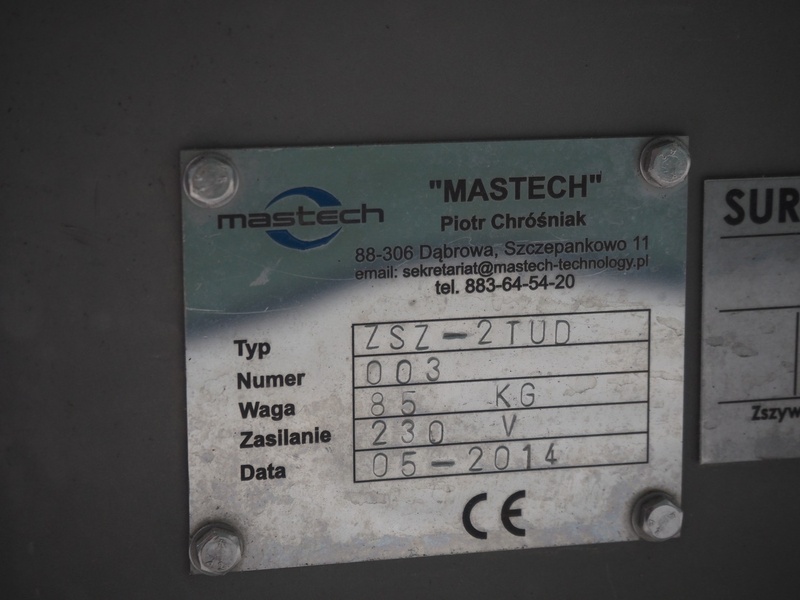 mastech
"MASTECH"
Piotr Chróśniak
88-306 Dąbrowa, Szczepankowo 11
email: sekretariat@mastech-technology.pl
tel. 883-64-54-20
Typ ZSZ-2TUD
Numer 003
Waga 85 KG
Zasilanie 230 V
Data 05-2014
CE
SUR
Zszyw